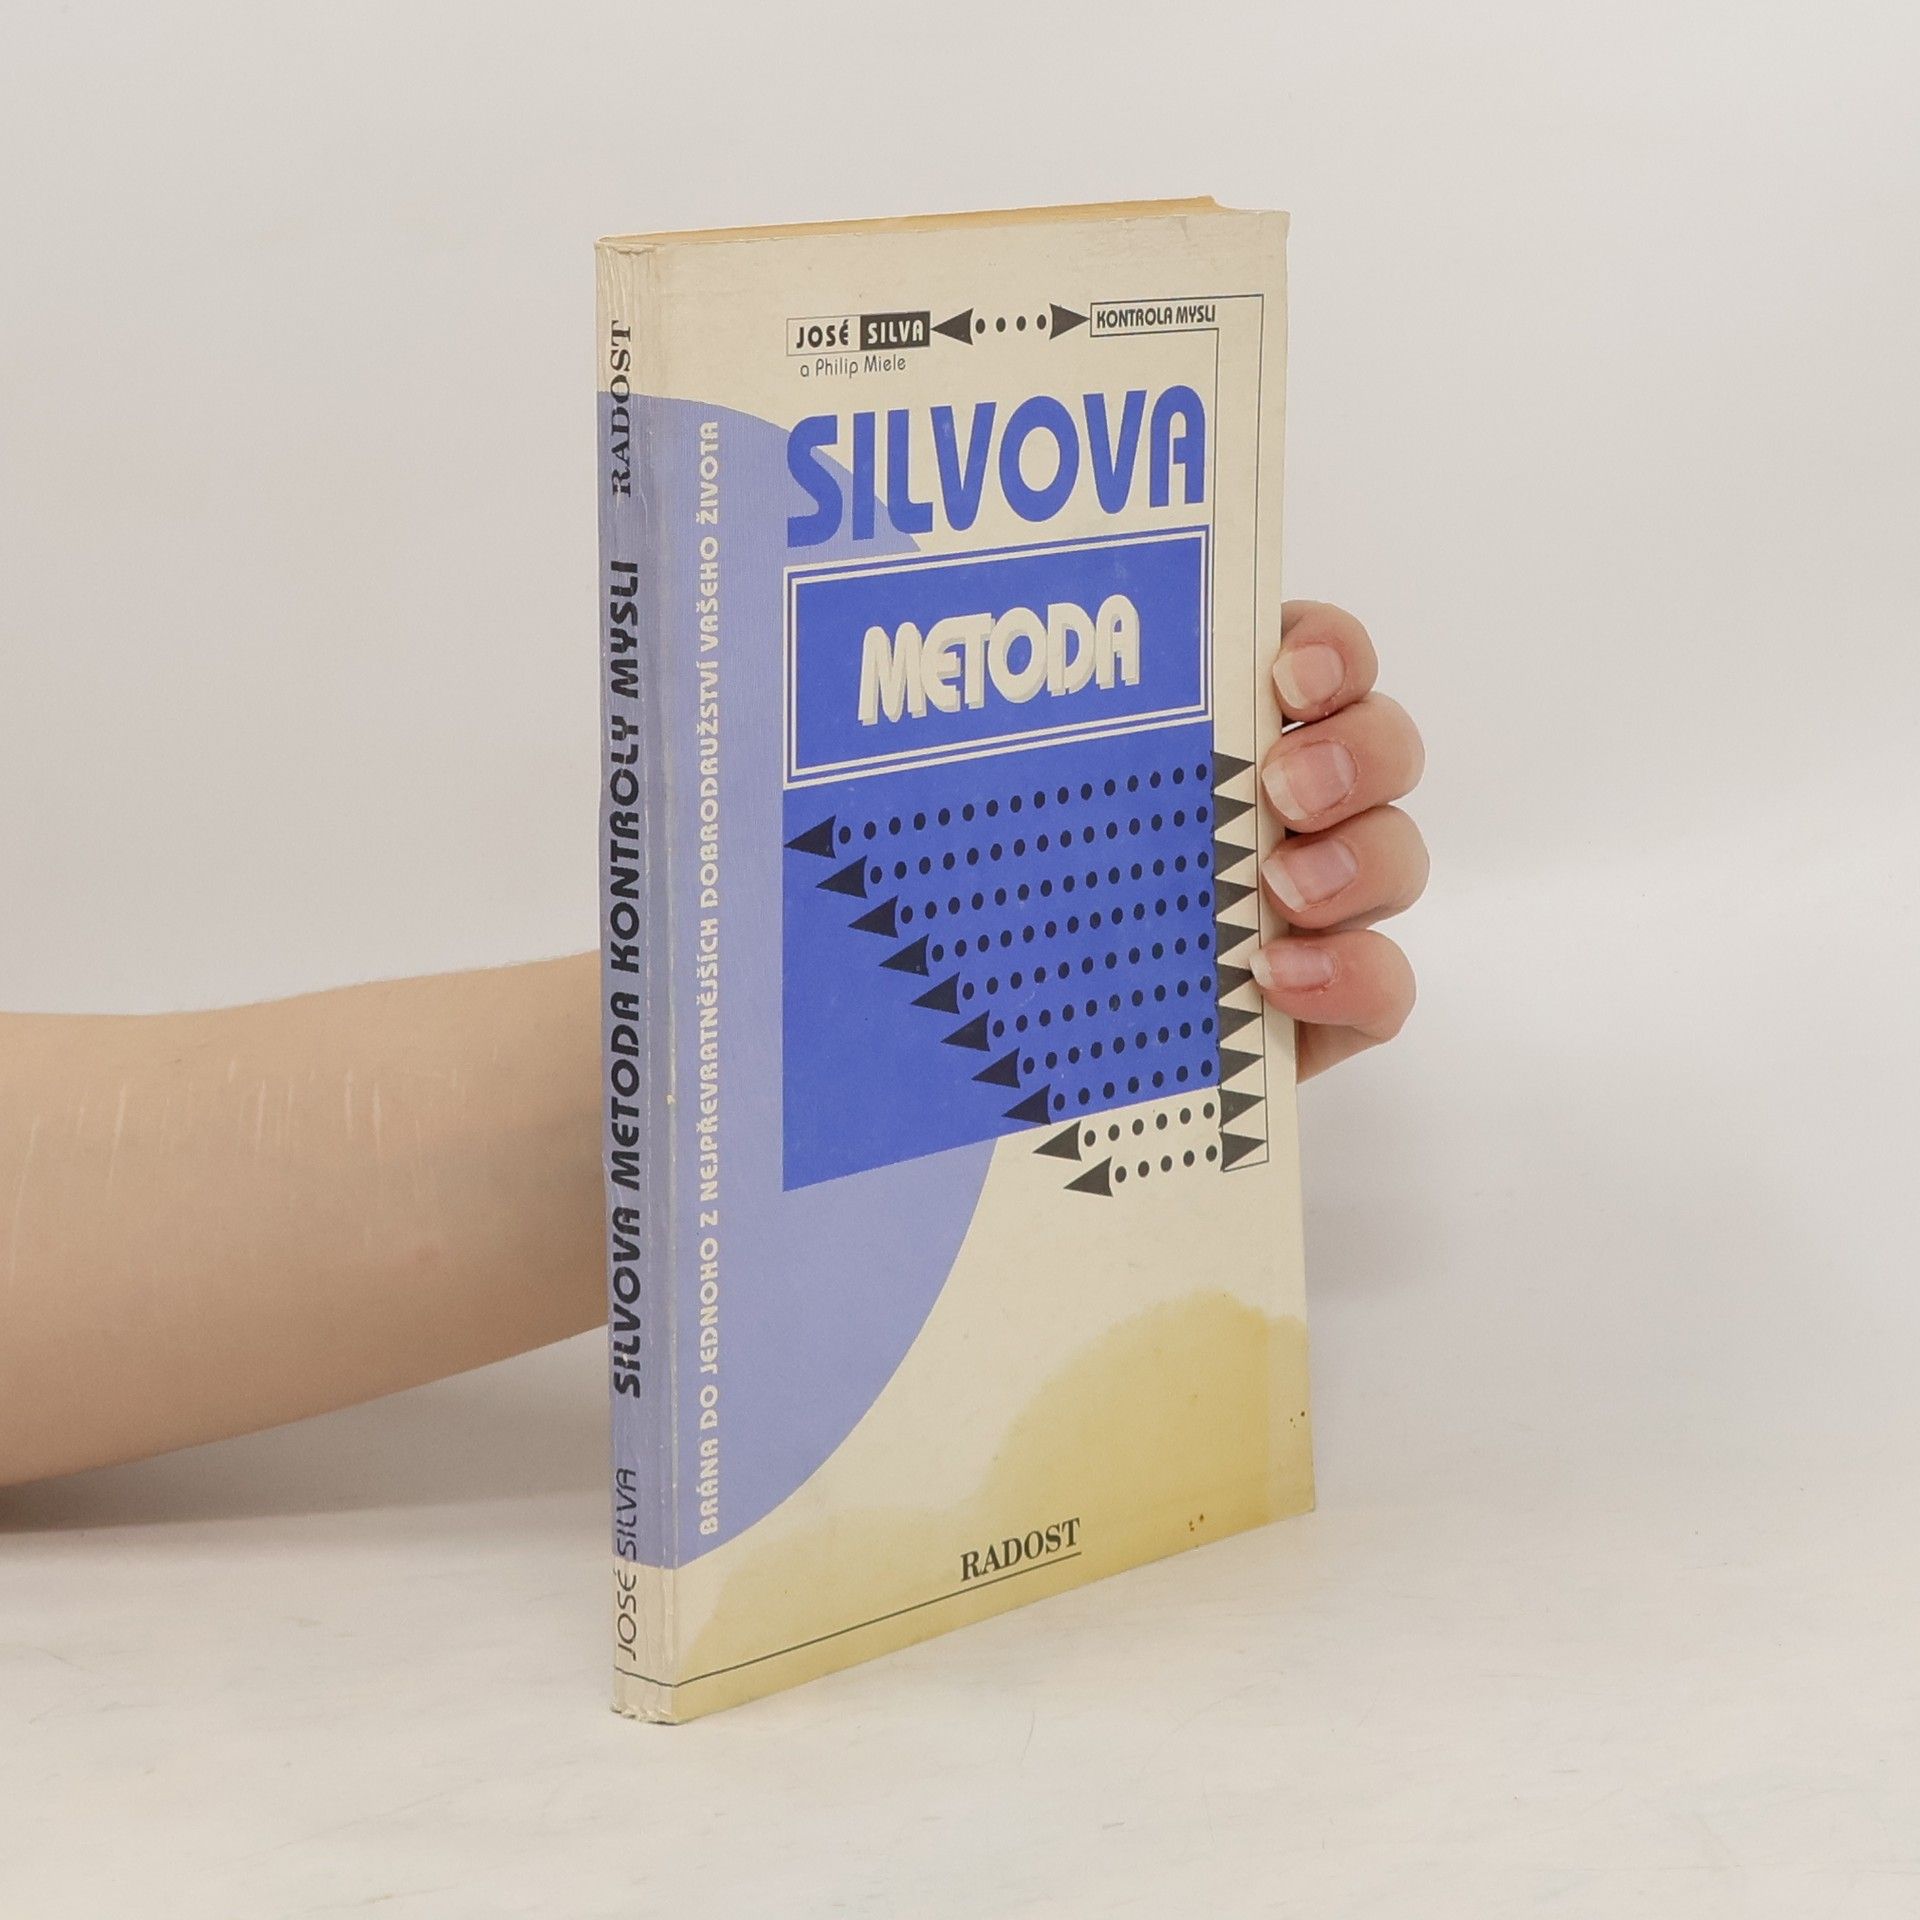 JOSÉ SILVA
KONTROLA MYSLI
a Philip Miele
SILVOVA
METODA
BRÁNA DO JEDNOHO Z NEJPŘEVRATNĚJŠÍCH DOBRODRUŽSTVÍ VAŠEHO ŽIVOTA
RADOST
JOSÉ SILVA SILVOVA METODA KONTROLY MYSLI RADOST